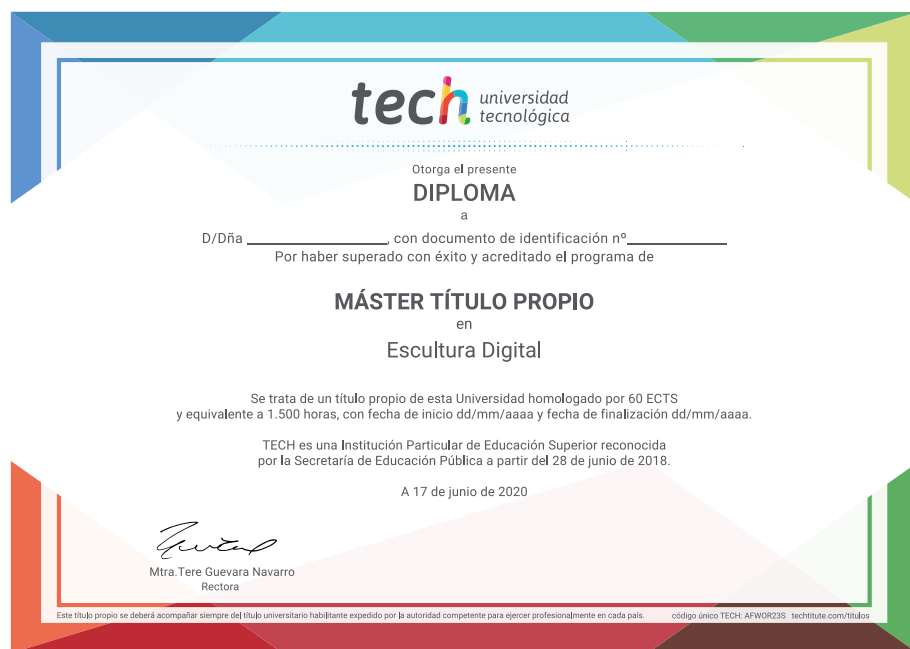 tech universidad
tecnológica
Otorga el presente
DIPLOMA
a
D/Dña ____________________, con documento de identificación nº______________
Por haber superado con éxito y acreditado el programa de
MÁSTER TÍTULO PROPIO
en
Escultura Digital
Se trata de un título propio de esta Universidad homologado por 60 ECTS
y equivalente a 1.500 horas, con fecha de inicio dd/mm/aaaa y fecha de finalización dd/mm/aaaa.
TECH es una Institución Particular de Educación Superior reconocida
por la Secretaría de Educación Pública a partir del 28 de junio de 2018.
A 17 de junio de 2020
Mtra.Tere Guevara Navarro
Rectora
Este título propio se deberá acompañar siempre del título universitario habilitante expedido por la autoridad competente para ejercer profesionalmente en cada país. código único TECH: AFWOR23S techtitute.com/titulos